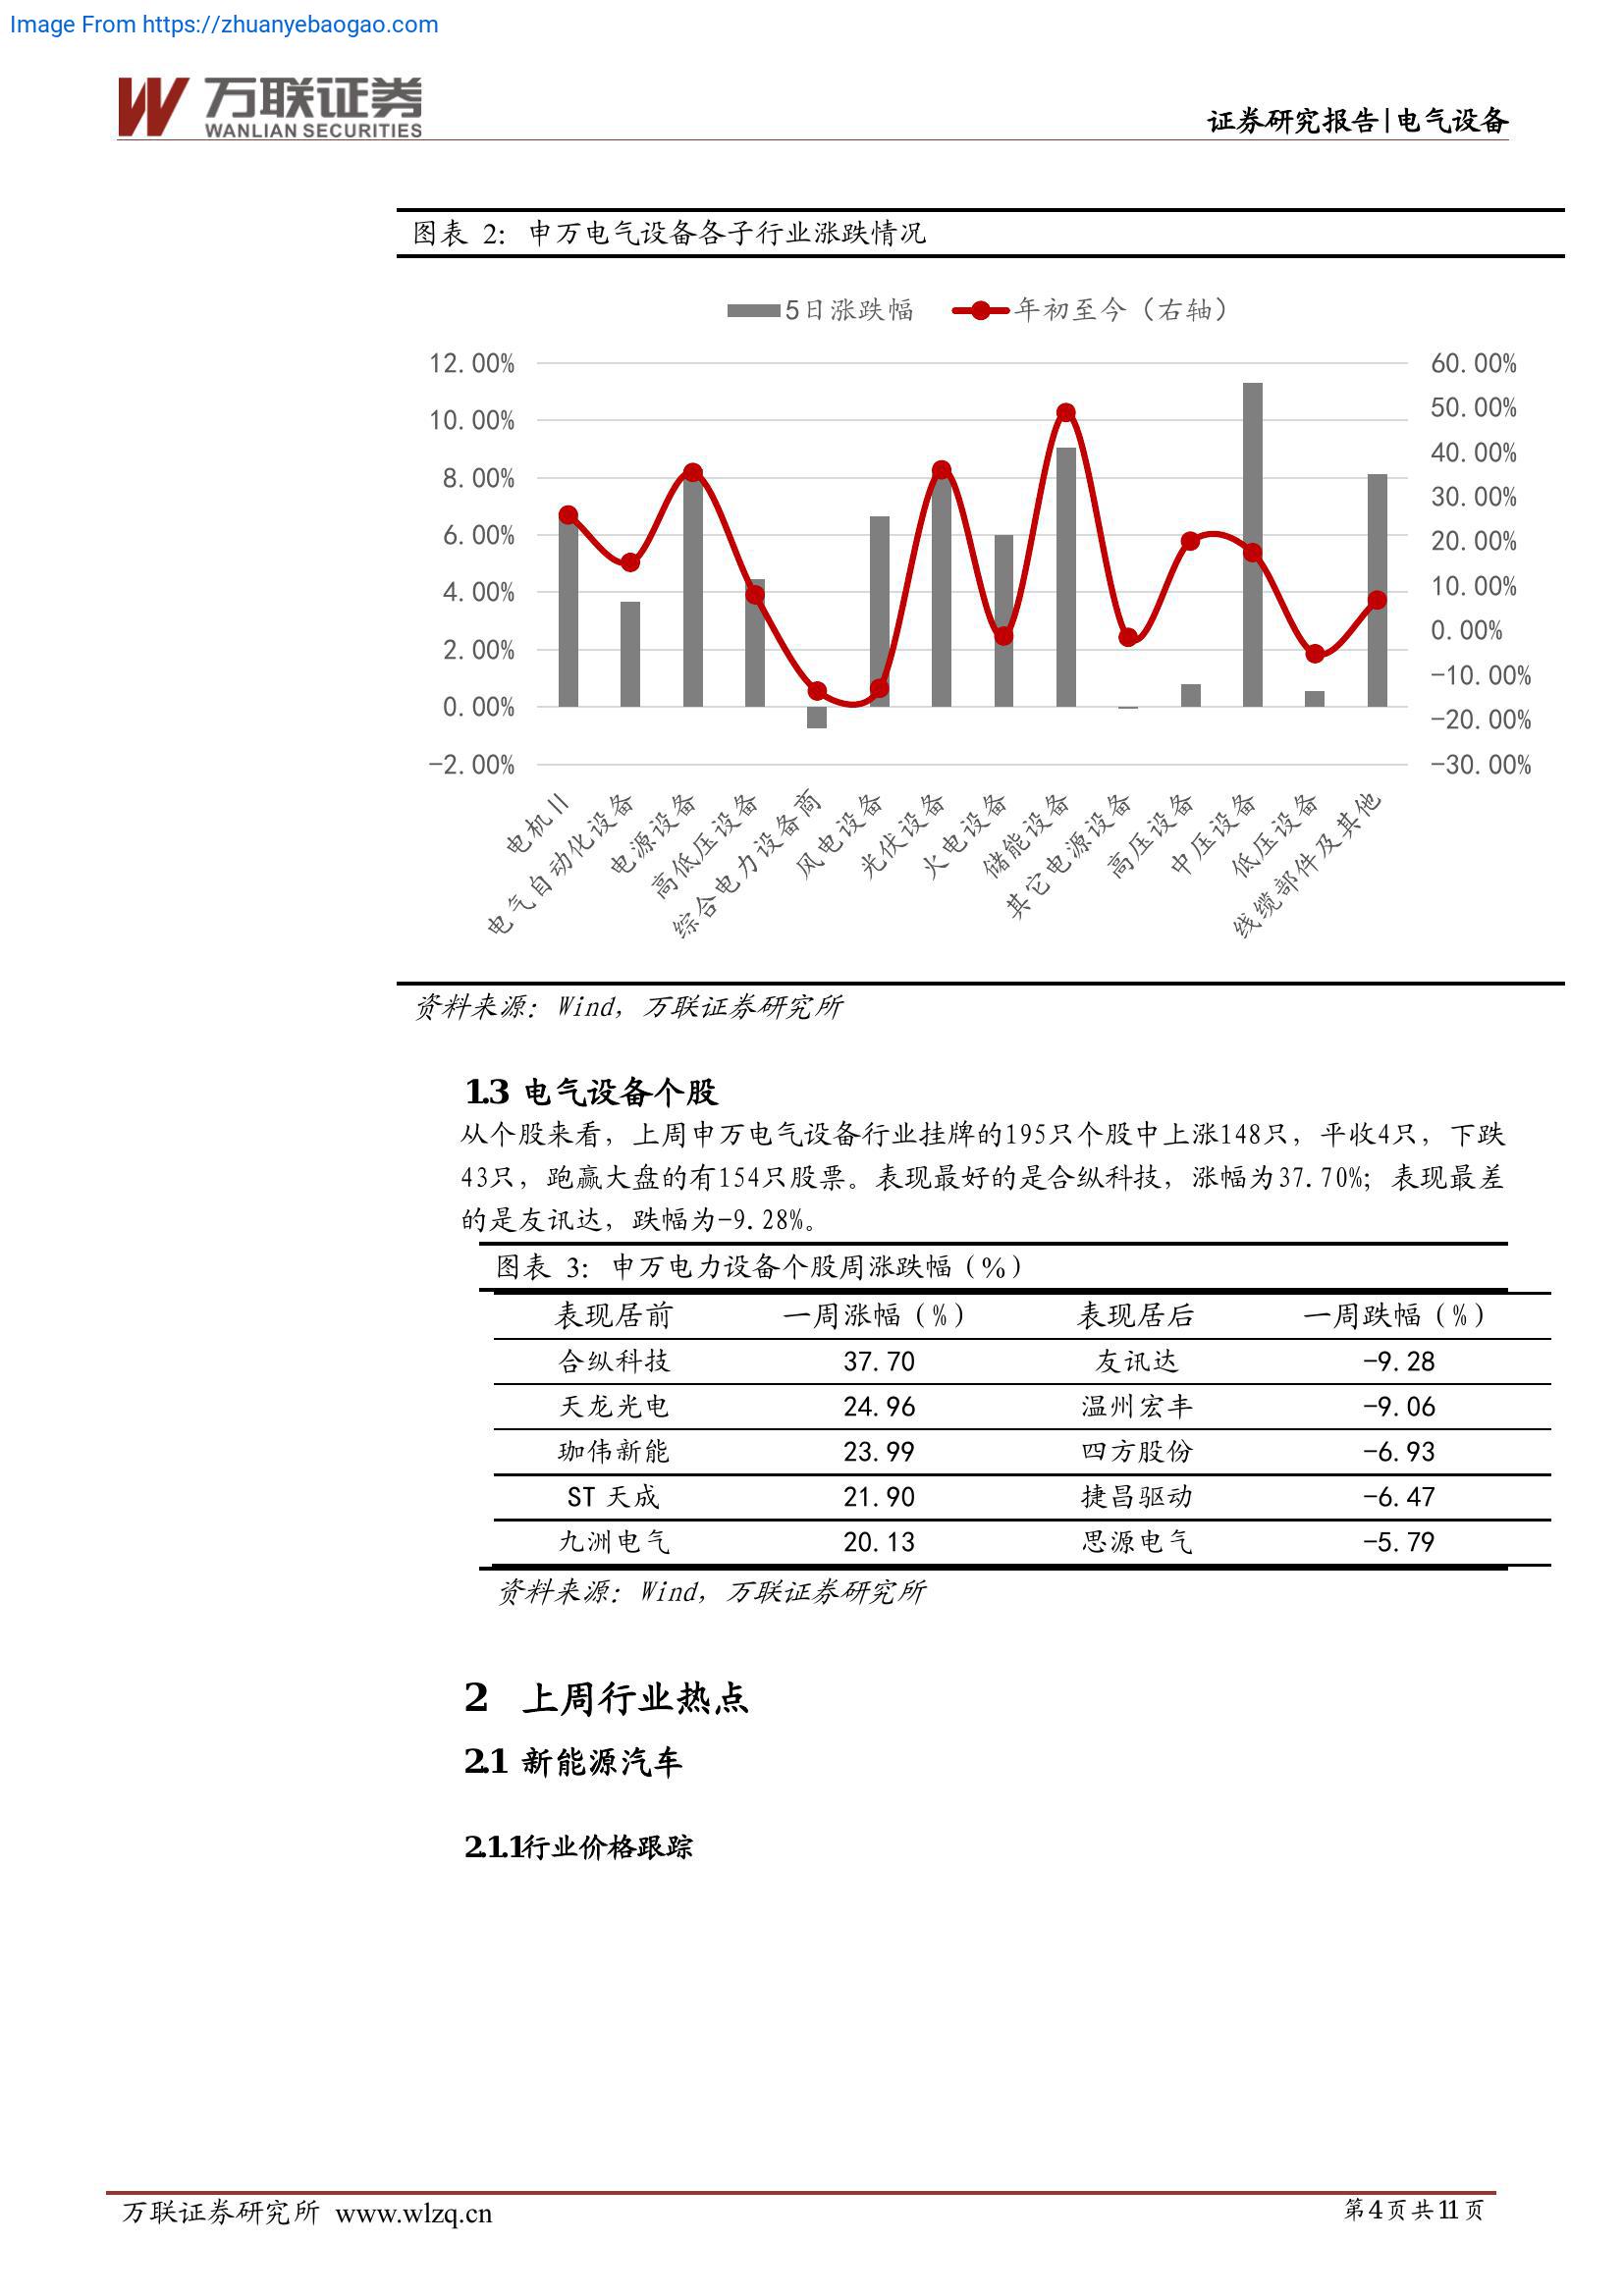 Image From https://zhuanyebaogao.com
万联证券
WANLIAN SECURITIES
证券研究报告|电气设备
图表 2: 申万电气设备各子行业涨跌情况
5日涨跌幅 年初至今（右轴）
12.00% 60.00%
10.00% 50.00%
8.00% 40.00%
6.00% 30.00%
4.00% 20.00%
2.00% 10.00%
0.00% 0.00%
-2.00% -10.00%
-20.00%
-30.00%
电机II
电气自动化设备
电源设备
高低压设备
综合电力设备商
风电设备
光伏设备
火电设备
储能设备
其它电源设备
高压设备
中压设备
低压设备
线缆部件及其他
资料来源：Wind，万联证券研究所
1.3 电气设备个股
从个股来看，上周申万电气设备行业挂牌的195只个股中上涨148只，平收4只，下跌
43只，跑赢大盘的有154只股票。表现最好的是合纵科技，涨幅为37.70%；表现最差
的是友讯达，跌幅为-9.28%。
图表 3: 申万电力设备个股周涨跌幅（%）
表现居前 一周涨幅（%） 表现居后 一周跌幅（%）
合纵科技 37.70 友讯达 -9.28
天龙光电 24.96 温州宏丰 -9.06
珈伟新能 23.99 四方股份 -6.93
ST 天成 21.90 捷昌驱动 -6.47
九洲电气 20.13 思源电气 -5.79
资料来源：Wind，万联证券研究所
2 上周行业热点
2.1 新能源汽车
2.1.1行业价格跟踪
万联证券研究所 www.wlzq.cn 第4页共11页